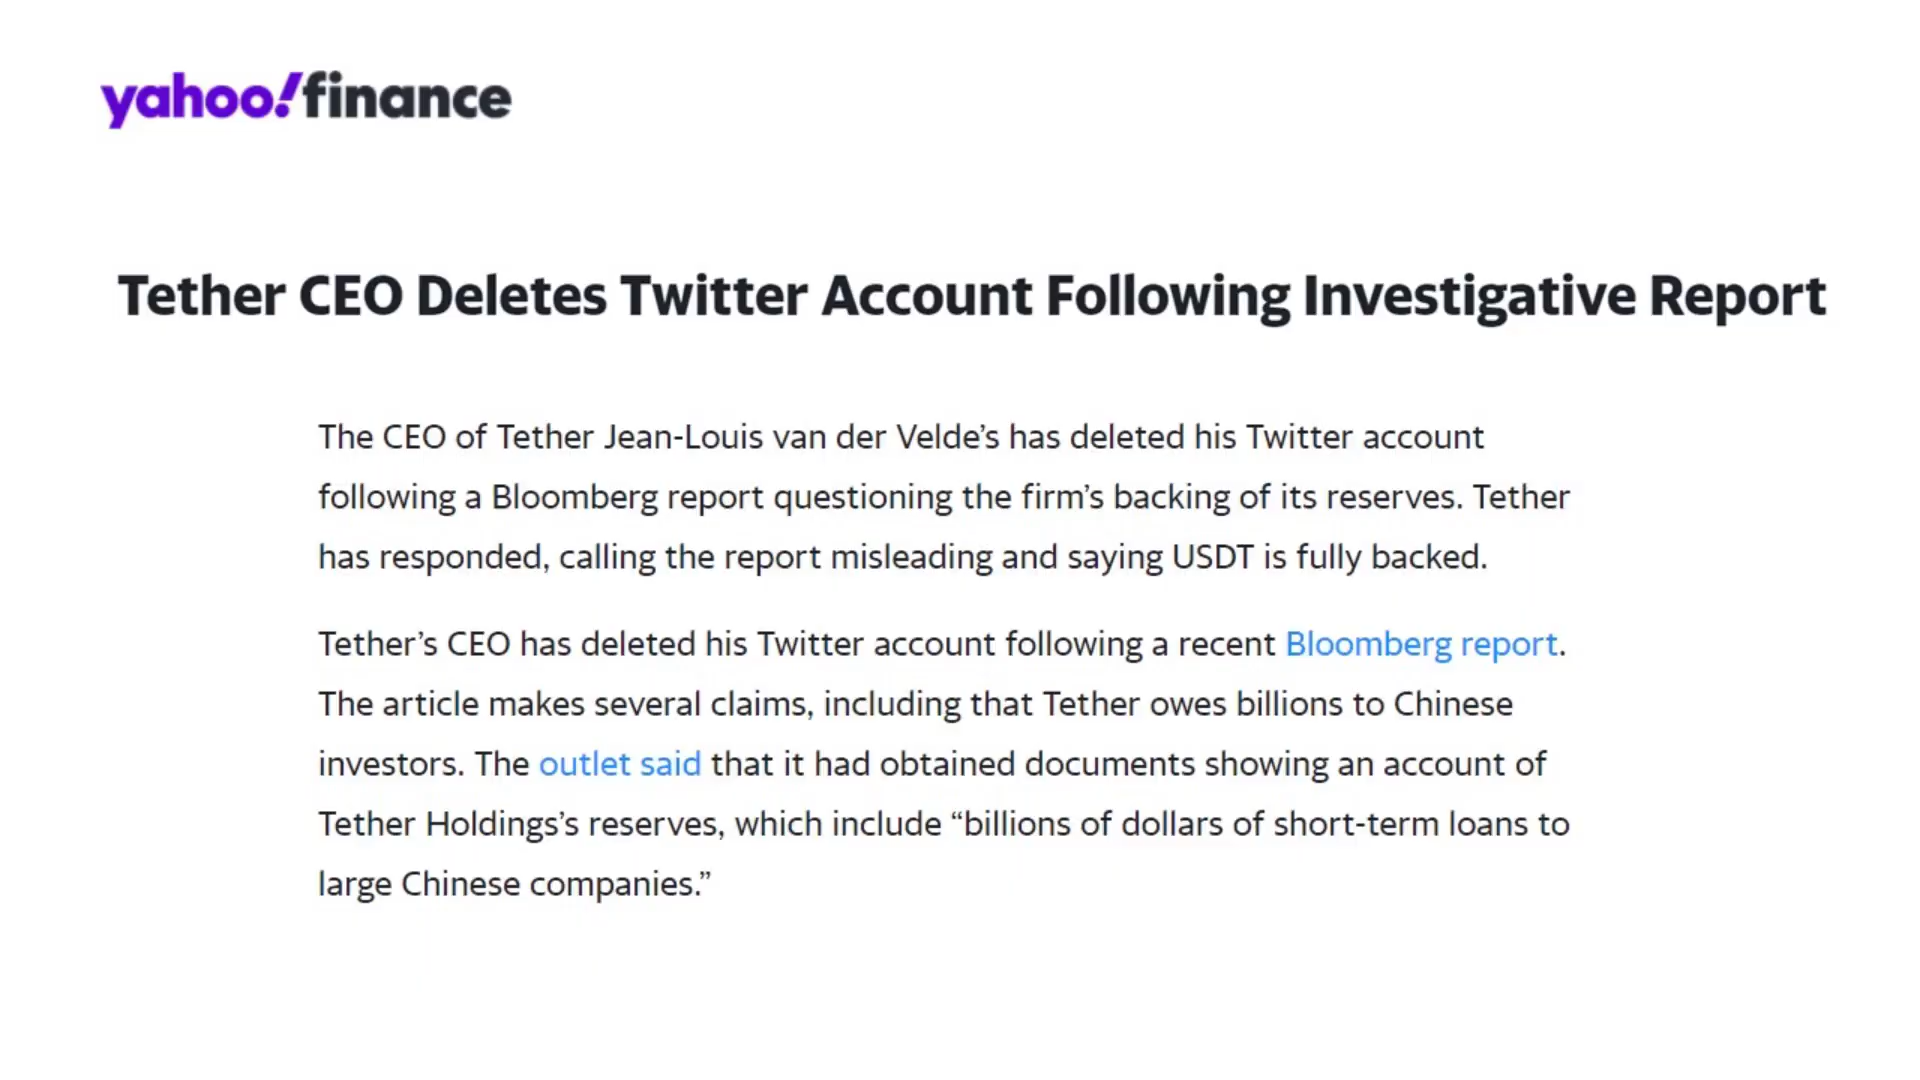 yahoo!finance
Tether CEO Deletes Twitter Account Following Investigative Report
The CEO of Tether Jean-Louis van der Velde’s has deleted his Twitter account
following a Bloomberg report questioning the firm’s backing of its reserves. Tether
has responded, calling the report misleading and saying USDT is fully backed.
Tether’s CEO has deleted his Twitter account following a recent Bloomberg report.
The article makes several claims, including that Tether owes billions to Chinese
investors. The outlet said that it had obtained documents showing an account of
Tether Holdings’s reserves, which include “billions of dollars of short-term loans to
large Chinese companies.”